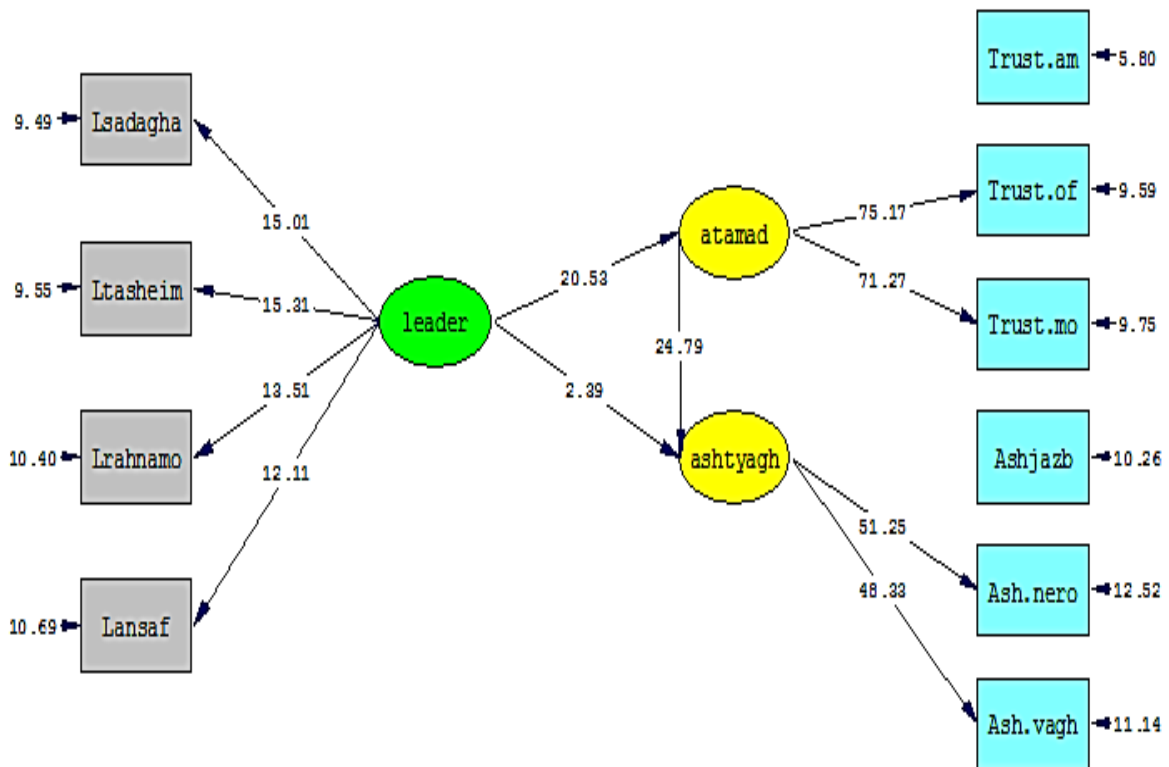 Trust.am
5.80
9.49
Lsadagha
Trust.of
9.59
75.17
15.01
atamad
Ltasheim
9.55
15.31
20.53
71.27
leader
Trust.mo
9.75
24.79
13.51
2.39
Lrahnamo
10.40
ashtyagh
Ashjazb
10.26
12.11
51.25
48.33
Ash.nero
12.52
Lansaf
10.69
Ash.vagh
11.14